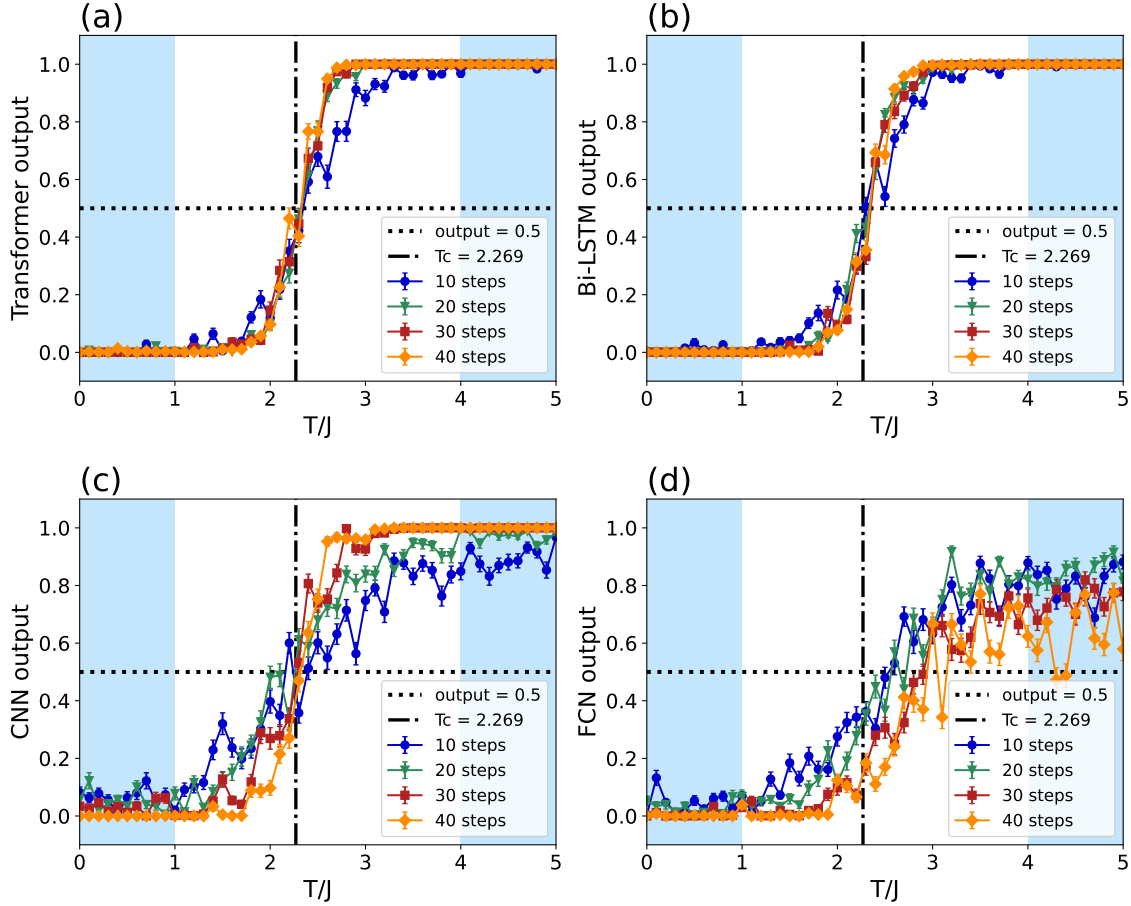 (a)
Transformer output
1.0
0.8
0.6
0.4
0.2
0.0
output = 0.5
Tc = 2.269
10 steps
20 steps
30 steps
40 steps
0 1 2 3 4 5
T/J
(b)
Bi-LSTM output
1.0
0.8
0.6
0.4
0.2
0.0
output = 0.5
Tc = 2.269
10 steps
20 steps
30 steps
40 steps
0 1 2 3 4 5
T/J
(c)
CNN output
1.0
0.8
0.6
0.4
0.2
0.0
output = 0.5
Tc = 2.269
10 steps
20 steps
30 steps
40 steps
0 1 2 3 4 5
T/J
(d)
FCN output
1.0
0.8
0.6
0.4
0.2
0.0
output = 0.5
Tc = 2.269
10 steps
20 steps
30 steps
40 steps
0 1 2 3 4 5
T/J